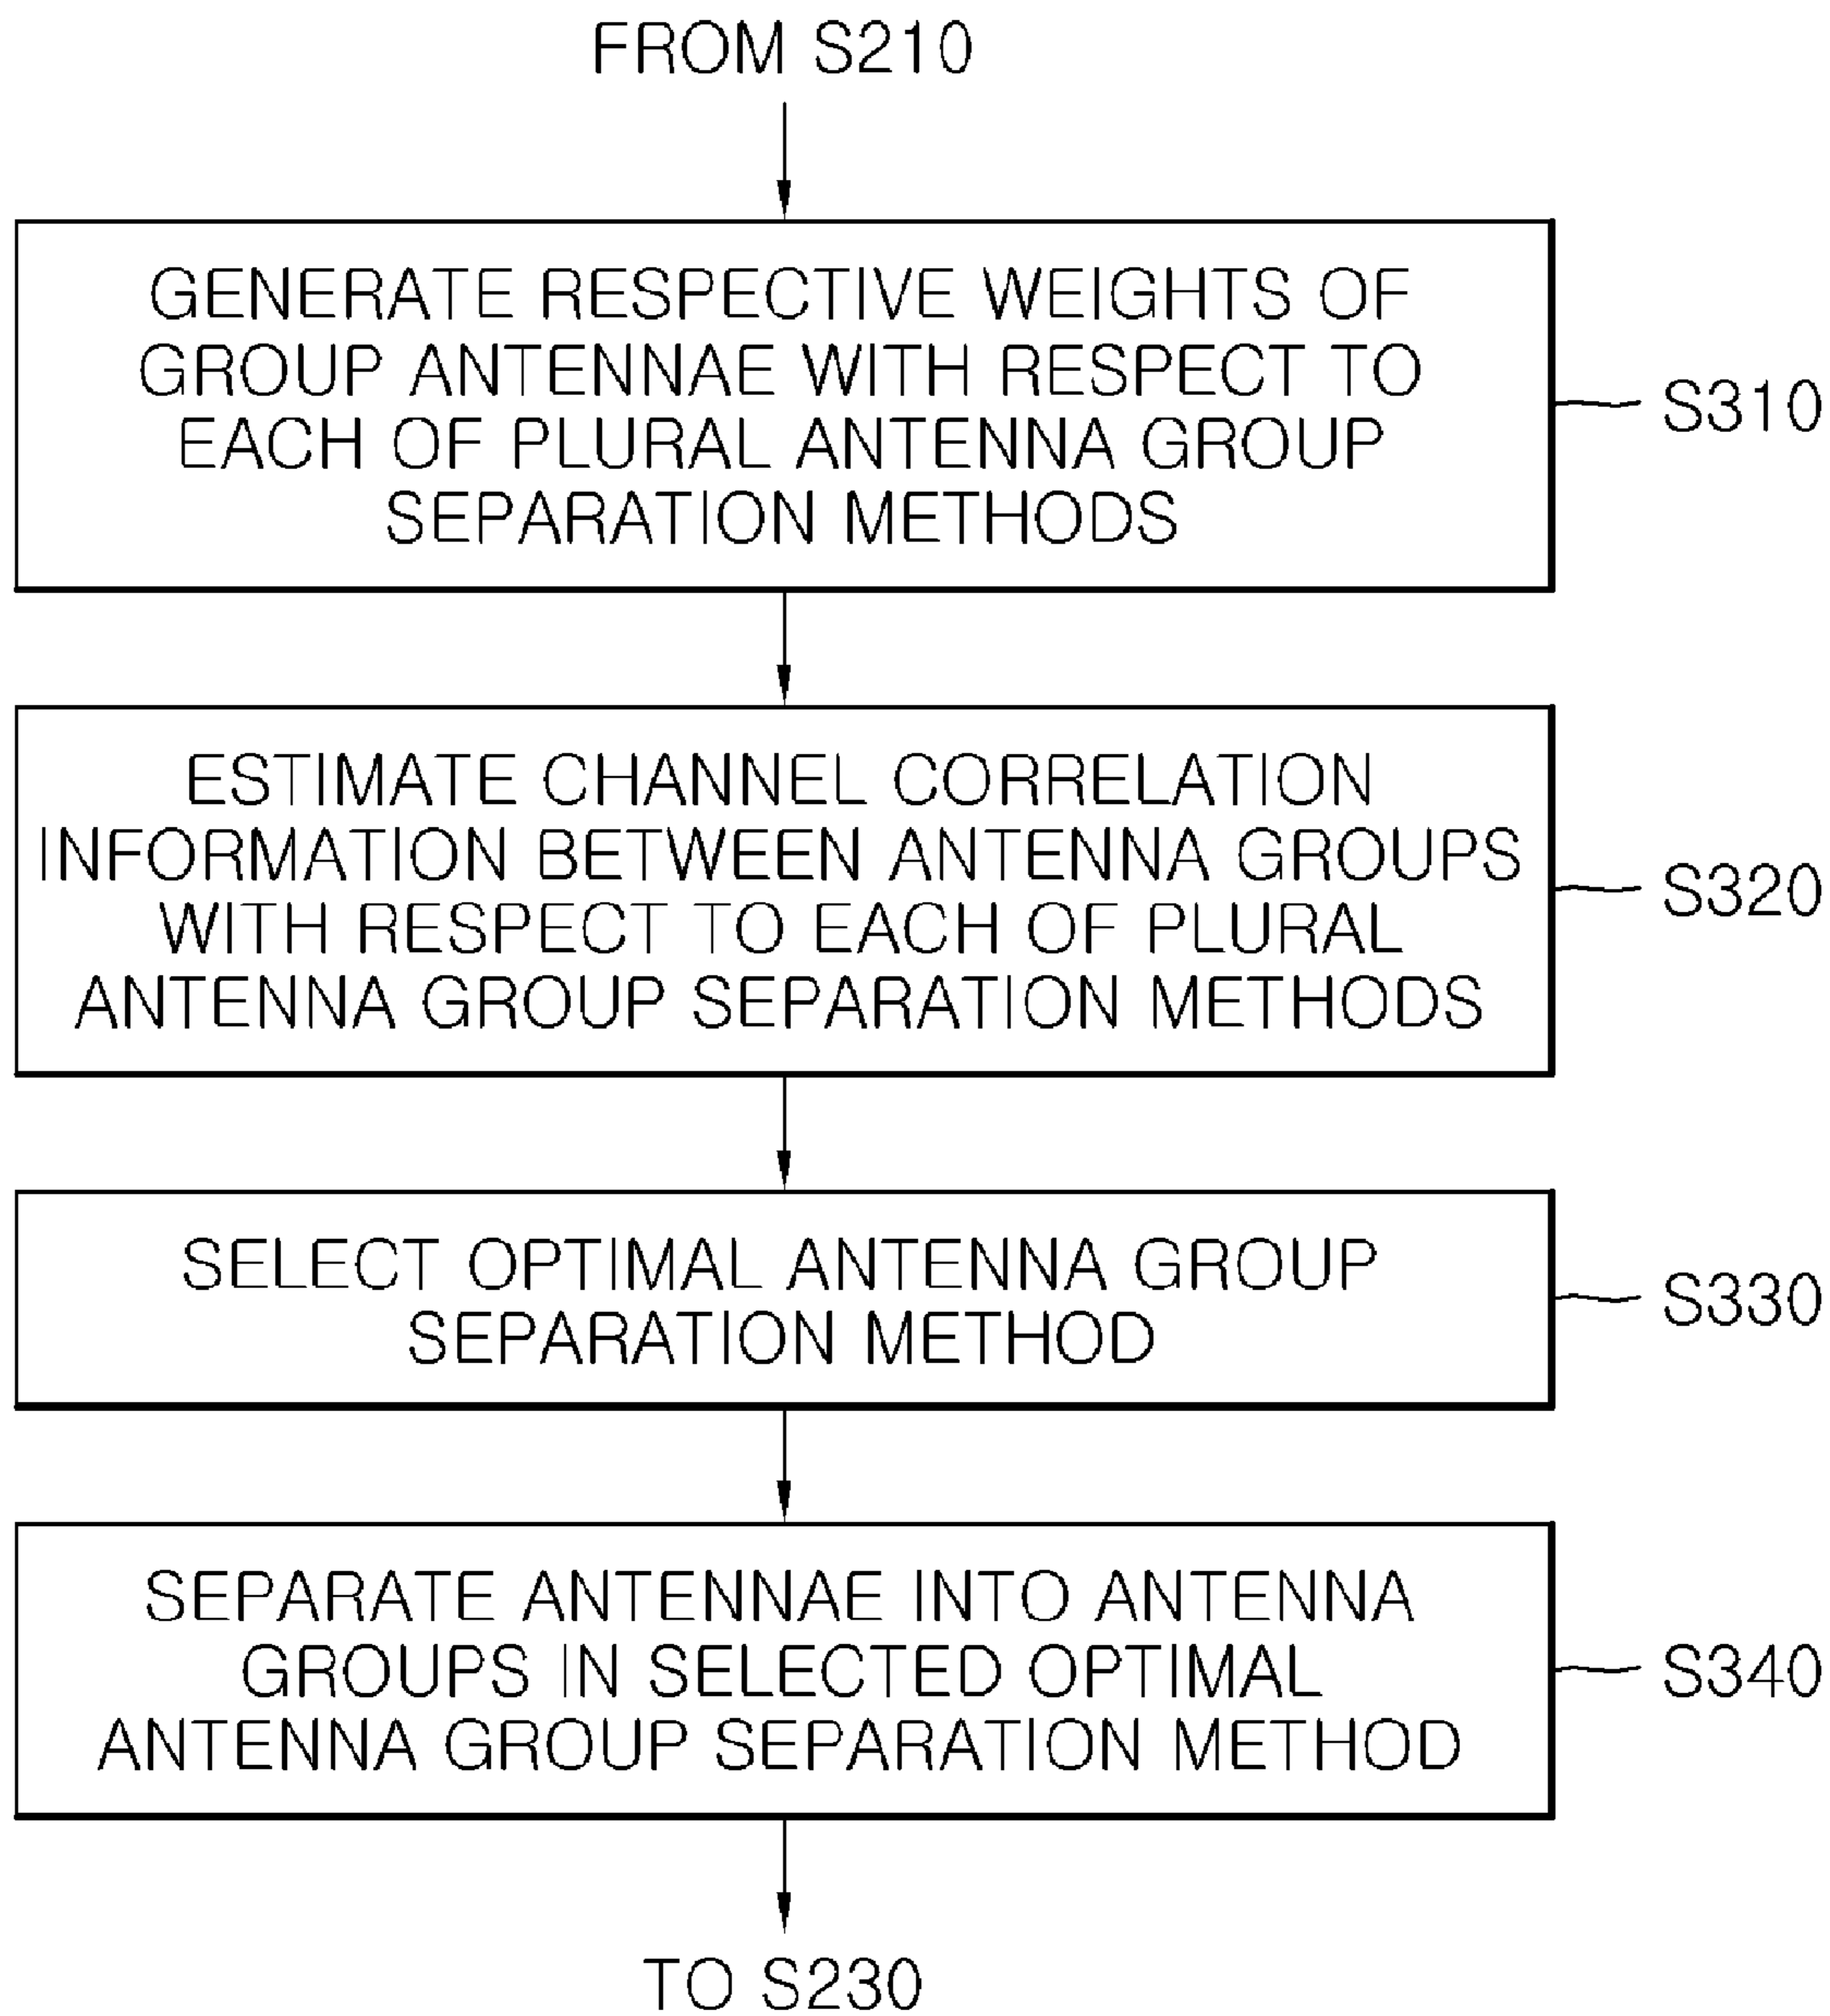 FROM S210
GENERATE RESPECTIVE WEIGHTS OF
GROUP ANTENNAE WITH RESPECT TO
EACH OF PLURAL ANTENNA GROUP
SEPARATION METHODS
S310
ESTIMATE CHANNEL CORRELATION
INFORMATION BETWEEN ANTENNA GROUPS
WITH RESPECT TO EACH OF PLURAL
ANTENNA GROUP SEPARATION METHODS
S320
SELECT OPTIMAL ANTENNA GROUP
SEPARATION METHOD
S330
SEPARATE ANTENNAE INTO ANTENNA
GROUPS IN SELECTED OPTIMAL
ANTENNA GROUP SEPARATION METHOD
S340
TO S230